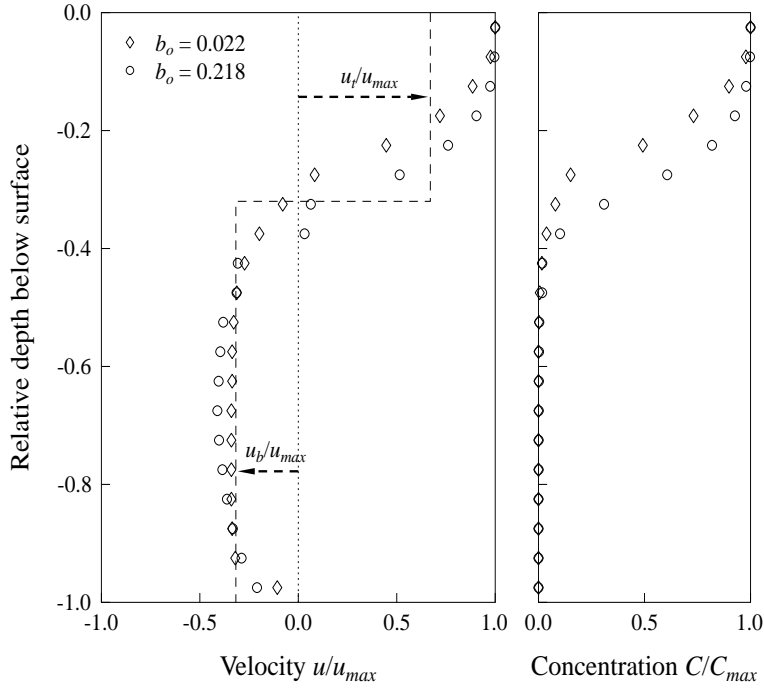 0.0
-0.2
-0.4
-0.6
-0.8
-1.0
Relative depth below surface
b_o = 0.022
b_o = 0.218
u_t/u_max
u_b/u_max
-1.0 -0.5 0.0 0.5 1.0
Velocity u/u_max
0.0 0.5 1.0
Concentration C/C_max